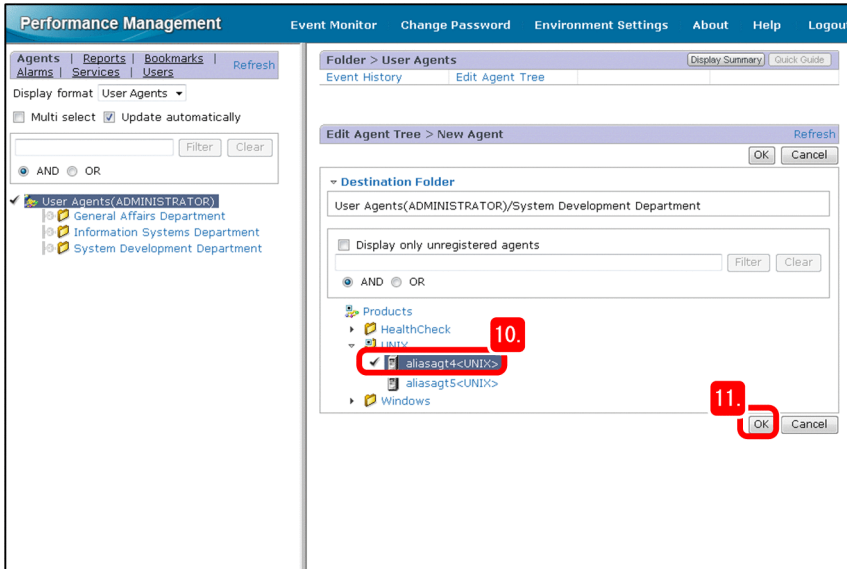 Performance Management
Event Monitor Change Password Environment Settings About Help Logou
Agents | Reports | Bookmarks |
Alarms | Services | Users
Refresh
Display format User Agents
Multi select Update automatically
Filter Clear
AND OR
User Agents(ADMINISTRATOR)
General Affairs Department
Information Systems Department
System Development Department
Folder > User Agents
Display Summary Quick Guide
Event History Edit Agent Tree
Edit Agent Tree > New Agent
Refresh
OK Cancel
Destination Folder
User Agents(ADMINISTRATOR)/System Development Department
Display only unregistered agents
Filter Clear
AND OR
Products
HealthCheck
10.
UNIX
aliasagt4<UNIX>
aliasagt5<UNIX>
Windows
11.
OK Cancel